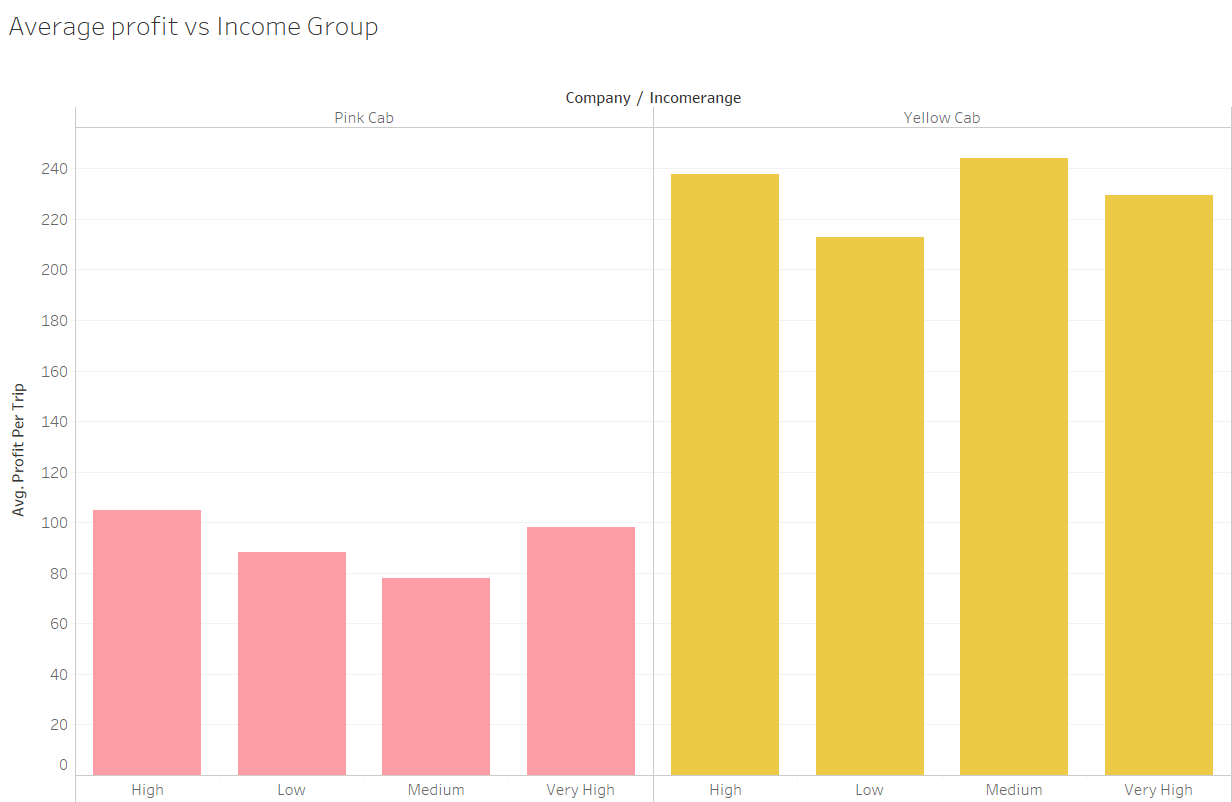 Average profit vs Income Group
Company / Incomerange
Pink Cab
Yellow Cab
Avg. Profit Per Trip
240
220
200
180
160
140
120
100
80
60
40
20
0
High
Low
Medium
Very High
High
Low
Medium
Very High